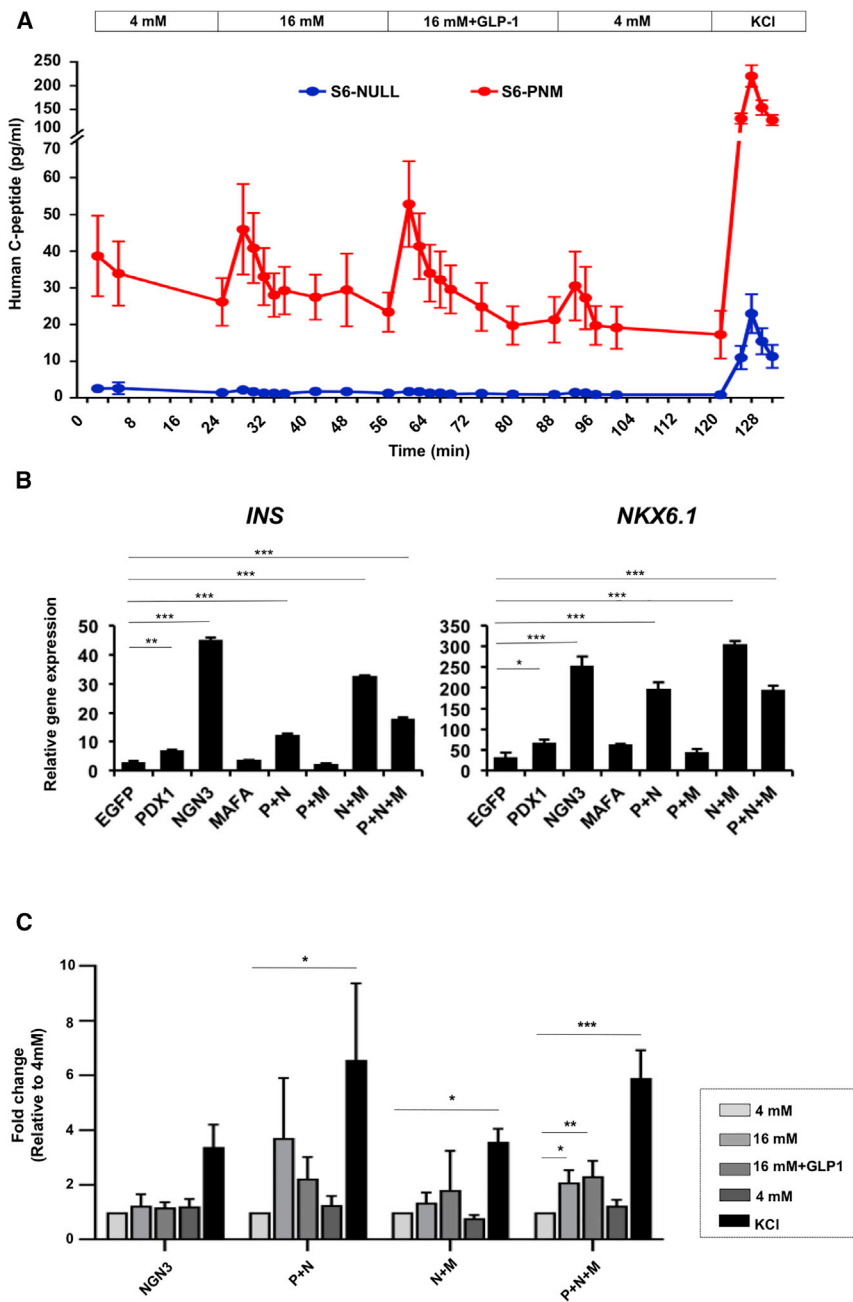 A
4 mM 16 mM 16 mM+GLP-1 4 mM KCl
S6-NULL S6-PNM
Human C-peptide (pg/ml)
250
200
150
100
70
60
50
40
30
20
10
0
0 8 16 24 32 40 48 56 64 72 80 88 96 104 112 120 128
Time (min)
B
INS NKX6.1
*** ***
*** ***
*** ***
*** ***
** *
Relative gene expression
50
40
30
20
10
0
EGFP PDX1 NGN3 MAFA P+N P+M N+M P+N+M
350
300
250
200
150
100
50
0
EGFP PDX1 NGN3 MAFA P+N P+M N+M P+N+M
C
Fold change
(Relative to 4mM)
10
8
6
4
2
0
* * *** ** *
NGN3 P+N N+M P+N+M
4 mM
16 mM
16 mM+GLP1
4 mM
KCl